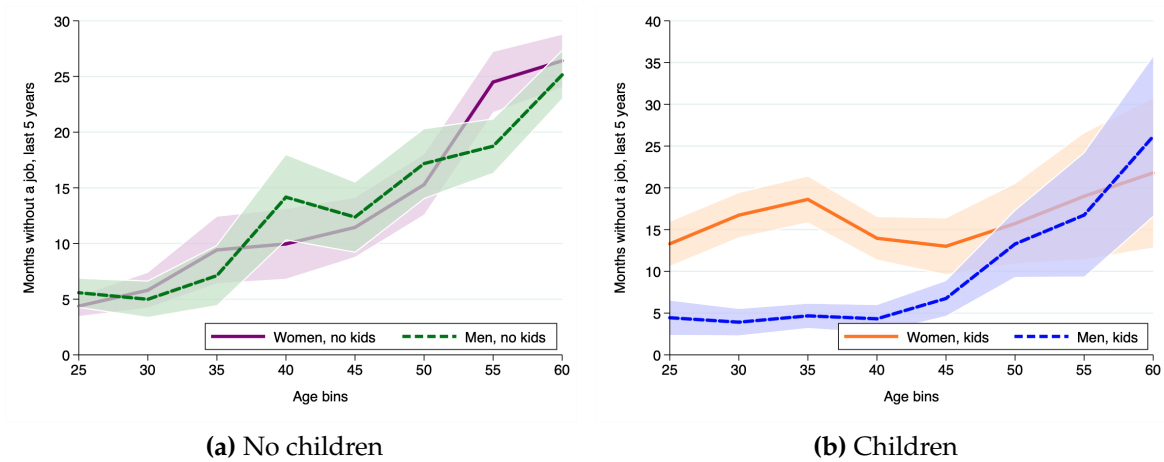 30
25
20
15
10
5
0
Months without a job, last 5 years
25 30 35 40 45 50 55 60
Age bins
Women, no kids Men, no kids
(a) No children
40
35
30
25
20
15
10
5
0
Months without a job, last 5 years
25 30 35 40 45 50 55 60
Age bins
Women, kids Men, kids
(b) Children